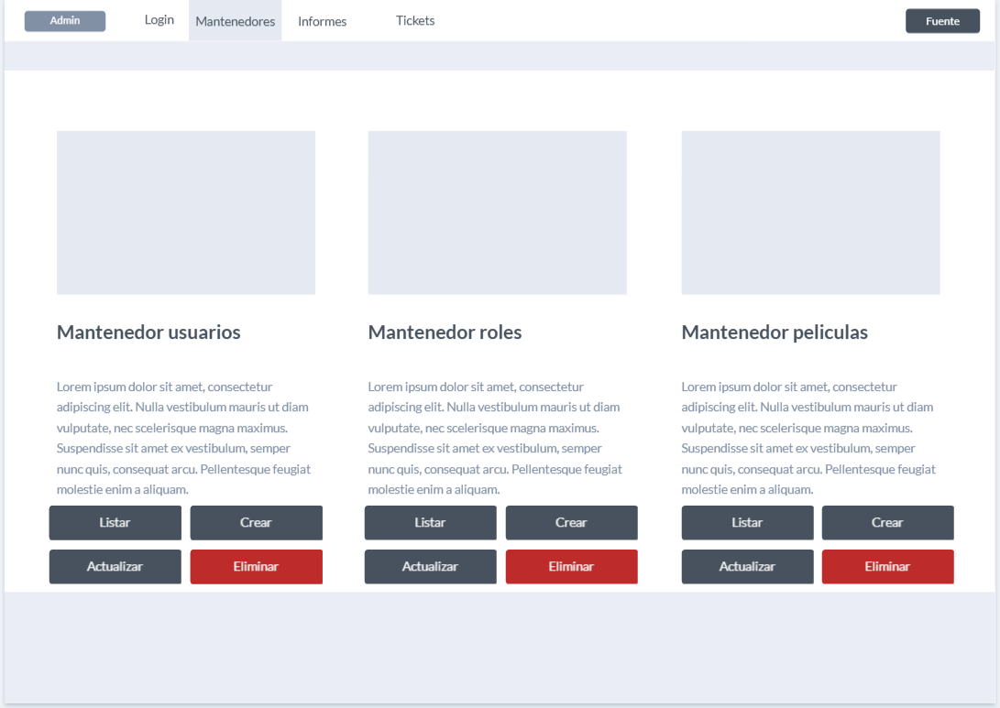 Admin
Login
Mantenedores
Informes
Tickets
Fuente
Mantenedor usuarios
Lorem ipsum dolor sit amet, consectetur
adipiscing elit. Nulla vestibulum mauris ut diam
vulputate, nec scelerisque magna maximus.
Suspendisse sit amet ex vestibulum, semper
nunc quis, consequat arcu. Pellentesque feugiat
molestie enim a aliquam.
Listar
Crear
Actualizar
Eliminar
Mantenedor roles
Lorem ipsum dolor sit amet, consectetur
adipiscing elit. Nulla vestibulum mauris ut diam
vulputate, nec scelerisque magna maximus.
Suspendisse sit amet ex vestibulum, semper
nunc quis, consequat arcu. Pellentesque feugiat
molestie enim a aliquam.
Listar
Crear
Actualizar
Eliminar
Mantenedor peliculas
Lorem ipsum dolor sit amet, consectetur
adipiscing elit. Nulla vestibulum mauris ut diam
vulputate, nec scelerisque magna maximus.
Suspendisse sit amet ex vestibulum, semper
nunc quis, consequat arcu. Pellentesque feugiat
molestie enim a aliquam.
Listar
Crear
Actualizar
Eliminar